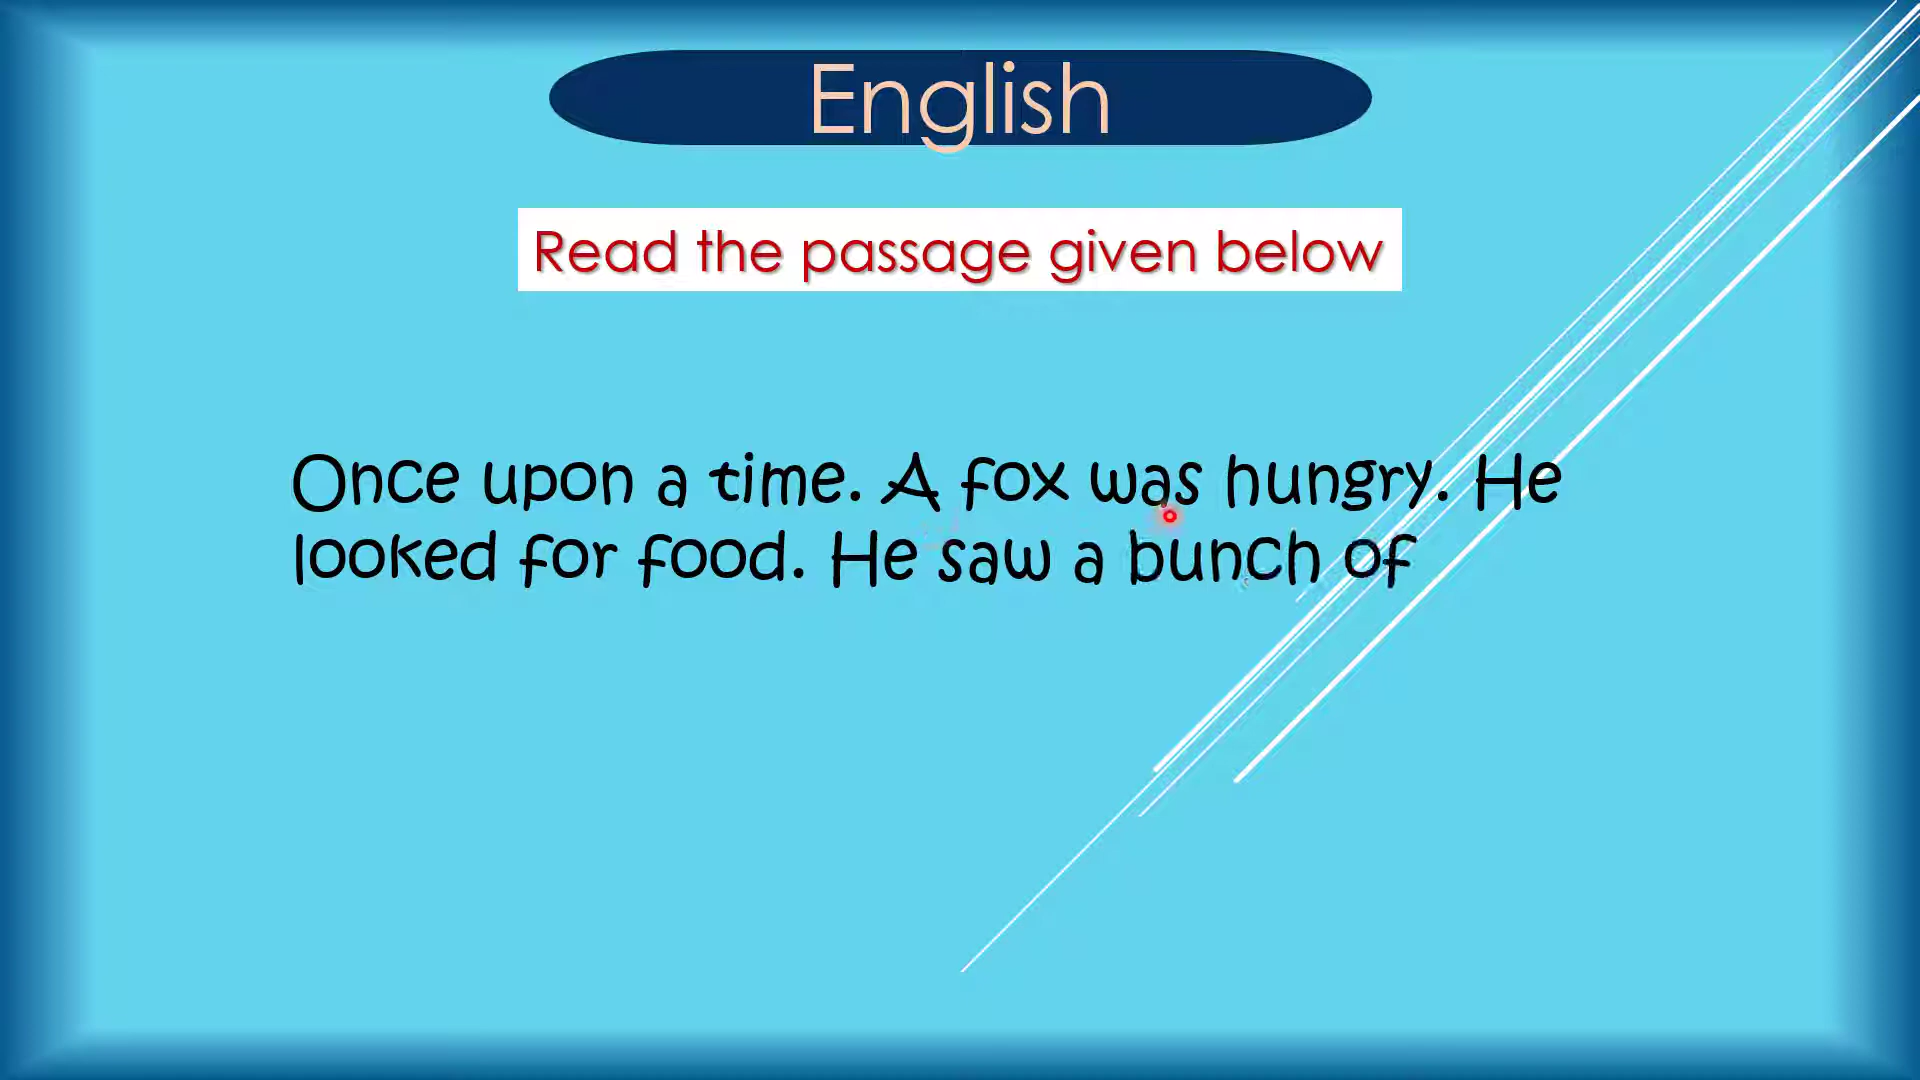 English
Read the passage given below
Once upon a time. A fox was hungry. He
looked for food. He saw a bunch of